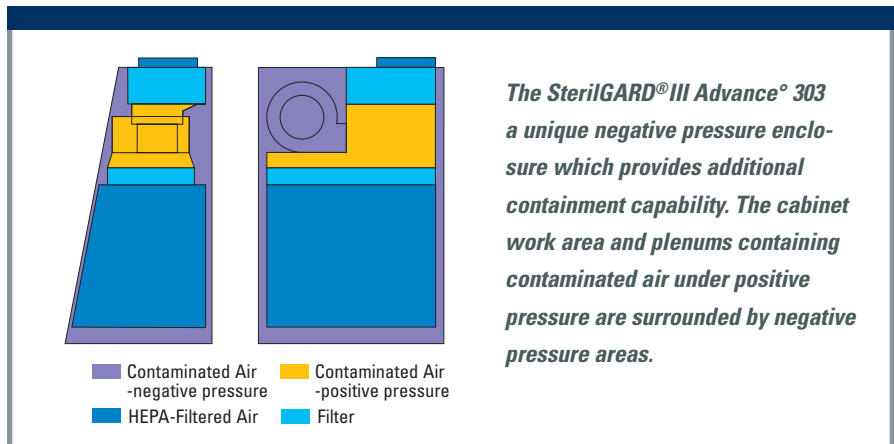 The SterilGARD® III Advance° 303
a unique negative pressure enclo-
sure which provides additional
containment capability. The cabinet
work area and plenums containing
contaminated air under positive
pressure are surrounded by negative
pressure areas.
Contaminated Air
-negative pressure
Contaminated Air
-positive pressure
HEPA-Filtered Air
Filter